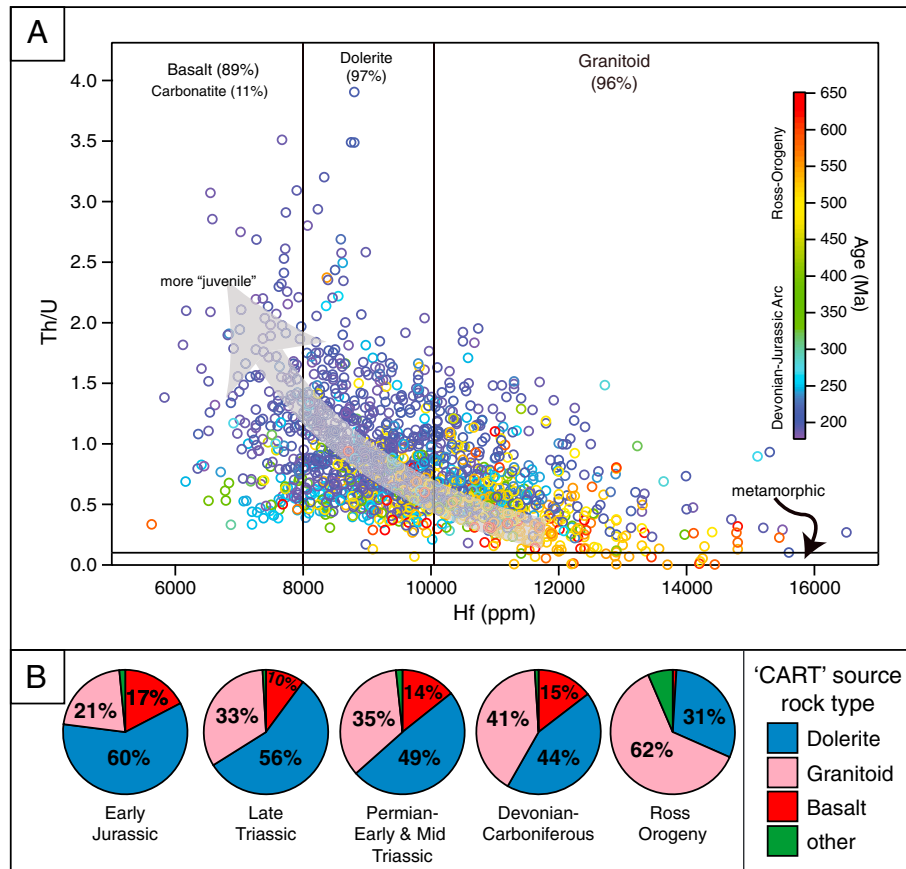 A
Basalt (89%)
Carbonatite (11%)
Dolerite
(97%)
Granitoid
(96%)
4.0
3.5
3.0
2.5
2.0
1.5
1.0
0.5
0.0
Th/U
more "juvenile"
metamorphic
6000
8000
10000
12000
14000
16000
Hf (ppm)
Ross-Orogeny
Devonian-Jurassic Arc
650
600
500
450
400
350
300
250
200
Age (Ma)
B
17%
21%
60%
Early
Jurassic
10%
33%
56%
Late
Triassic
14%
35%
49%
Permian-
Early & Mid
Triassic
15%
41%
44%
Devonian-
Carboniferous
31%
62%
Ross
Orogeny
'CART' source
rock type
Dolerite
Granitoid
Basalt
other